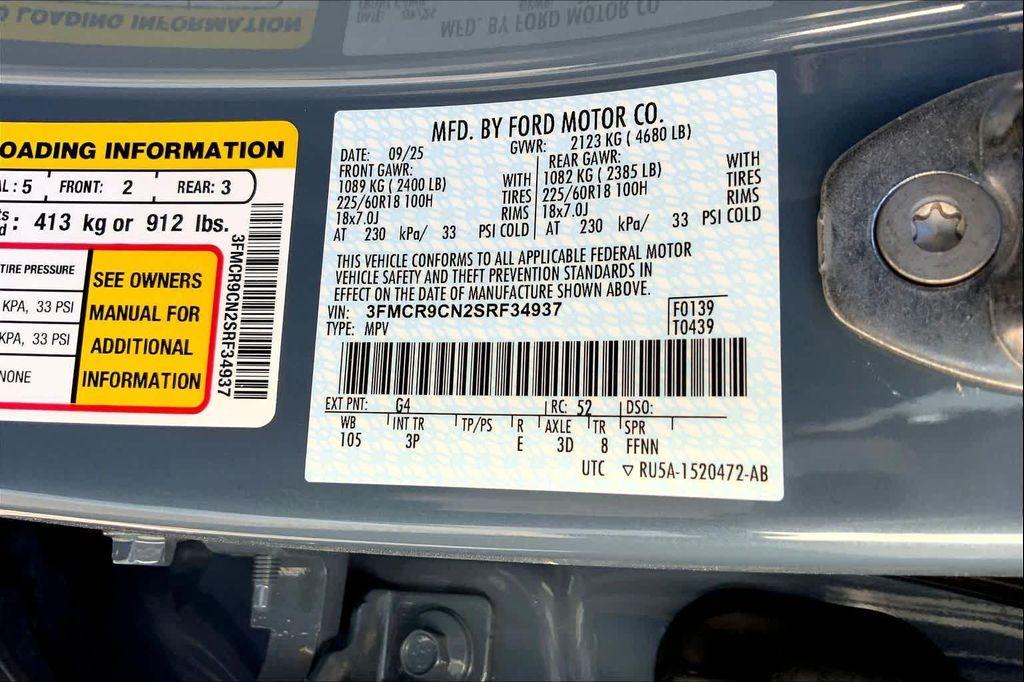 OADING INFORMATION
AL: 5 FRONT: 2 REAR: 3
413 kg or 912 lbs.
TIRE PRESSURE
KPA, 33 PSI
KPA, 33 PSI
NONE
SEE OWNERS
MANUAL FOR
ADDITIONAL
INFORMATION
3FMCR9CN2SRF34937
MFD. BY FORD MOTOR CO.
DATE: 09/25 GVWR: 2123 KG ( 4680 LB)
FRONT GAWR: REAR GAWR:
1089 KG ( 2400 LB) WITH 1082 KG ( 2385 LB) WITH
225/60R18 100H TIRES 225/60R18 100H TIRES
18x7.0J RIMS 18x7.0J RIMS
AT 230 kPa/ 33 PSI COLD AT 230 kPa/ 33 PSI COLD
THIS VEHICLE CONFORMS TO ALL APPLICABLE FEDERAL MOTOR
VEHICLE SAFETY AND THEFT PREVENTION STANDARDS IN
EFFECT ON THE DATE OF MANUFACTURE SHOWN ABOVE.
VIN: 3FMCR9CN2SRF34937 F0139
TYPE: MPV T0439
EXT PNT: G4 RC: 52 DSO:
WB INT TR TP/PS R AXLE TR SPR
105 3P E 3D 8 FFNN
UTC ▽ RU5A-1520472-AB